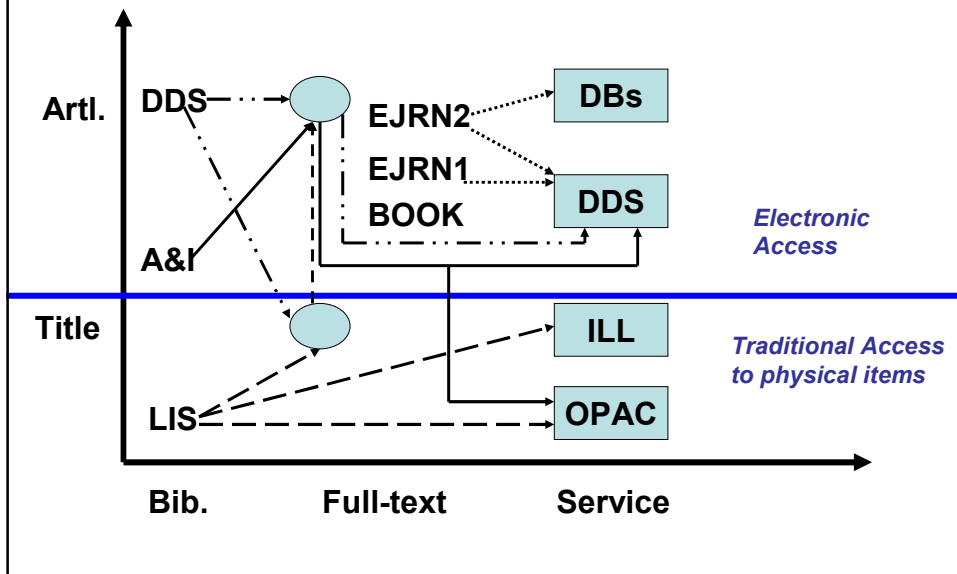 Artl.
DDS
EJRN2
DBs
EJRN1
BOOK
DDS
A&I
Electronic
Access
Title
ILL
Traditional Access
to physical items
LIS
OPAC
Bib.
Full-text
Service